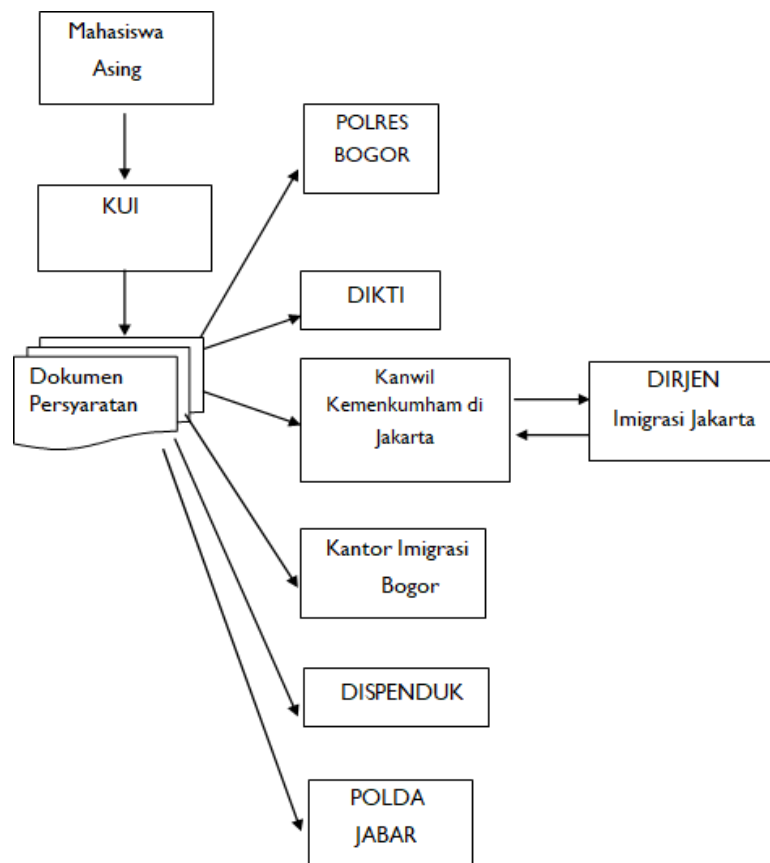 Mahasiswa
Asing
KUI
Dokumen
Persyaratan
POLRES
BOGOR
DIKTI
Kanwil
Kemenkumham di
Jakarta
DIRJEN
Imigrasi Jakarta
Kantor Imigrasi
Bogor
DISPENDUK
POLDA
JABAR